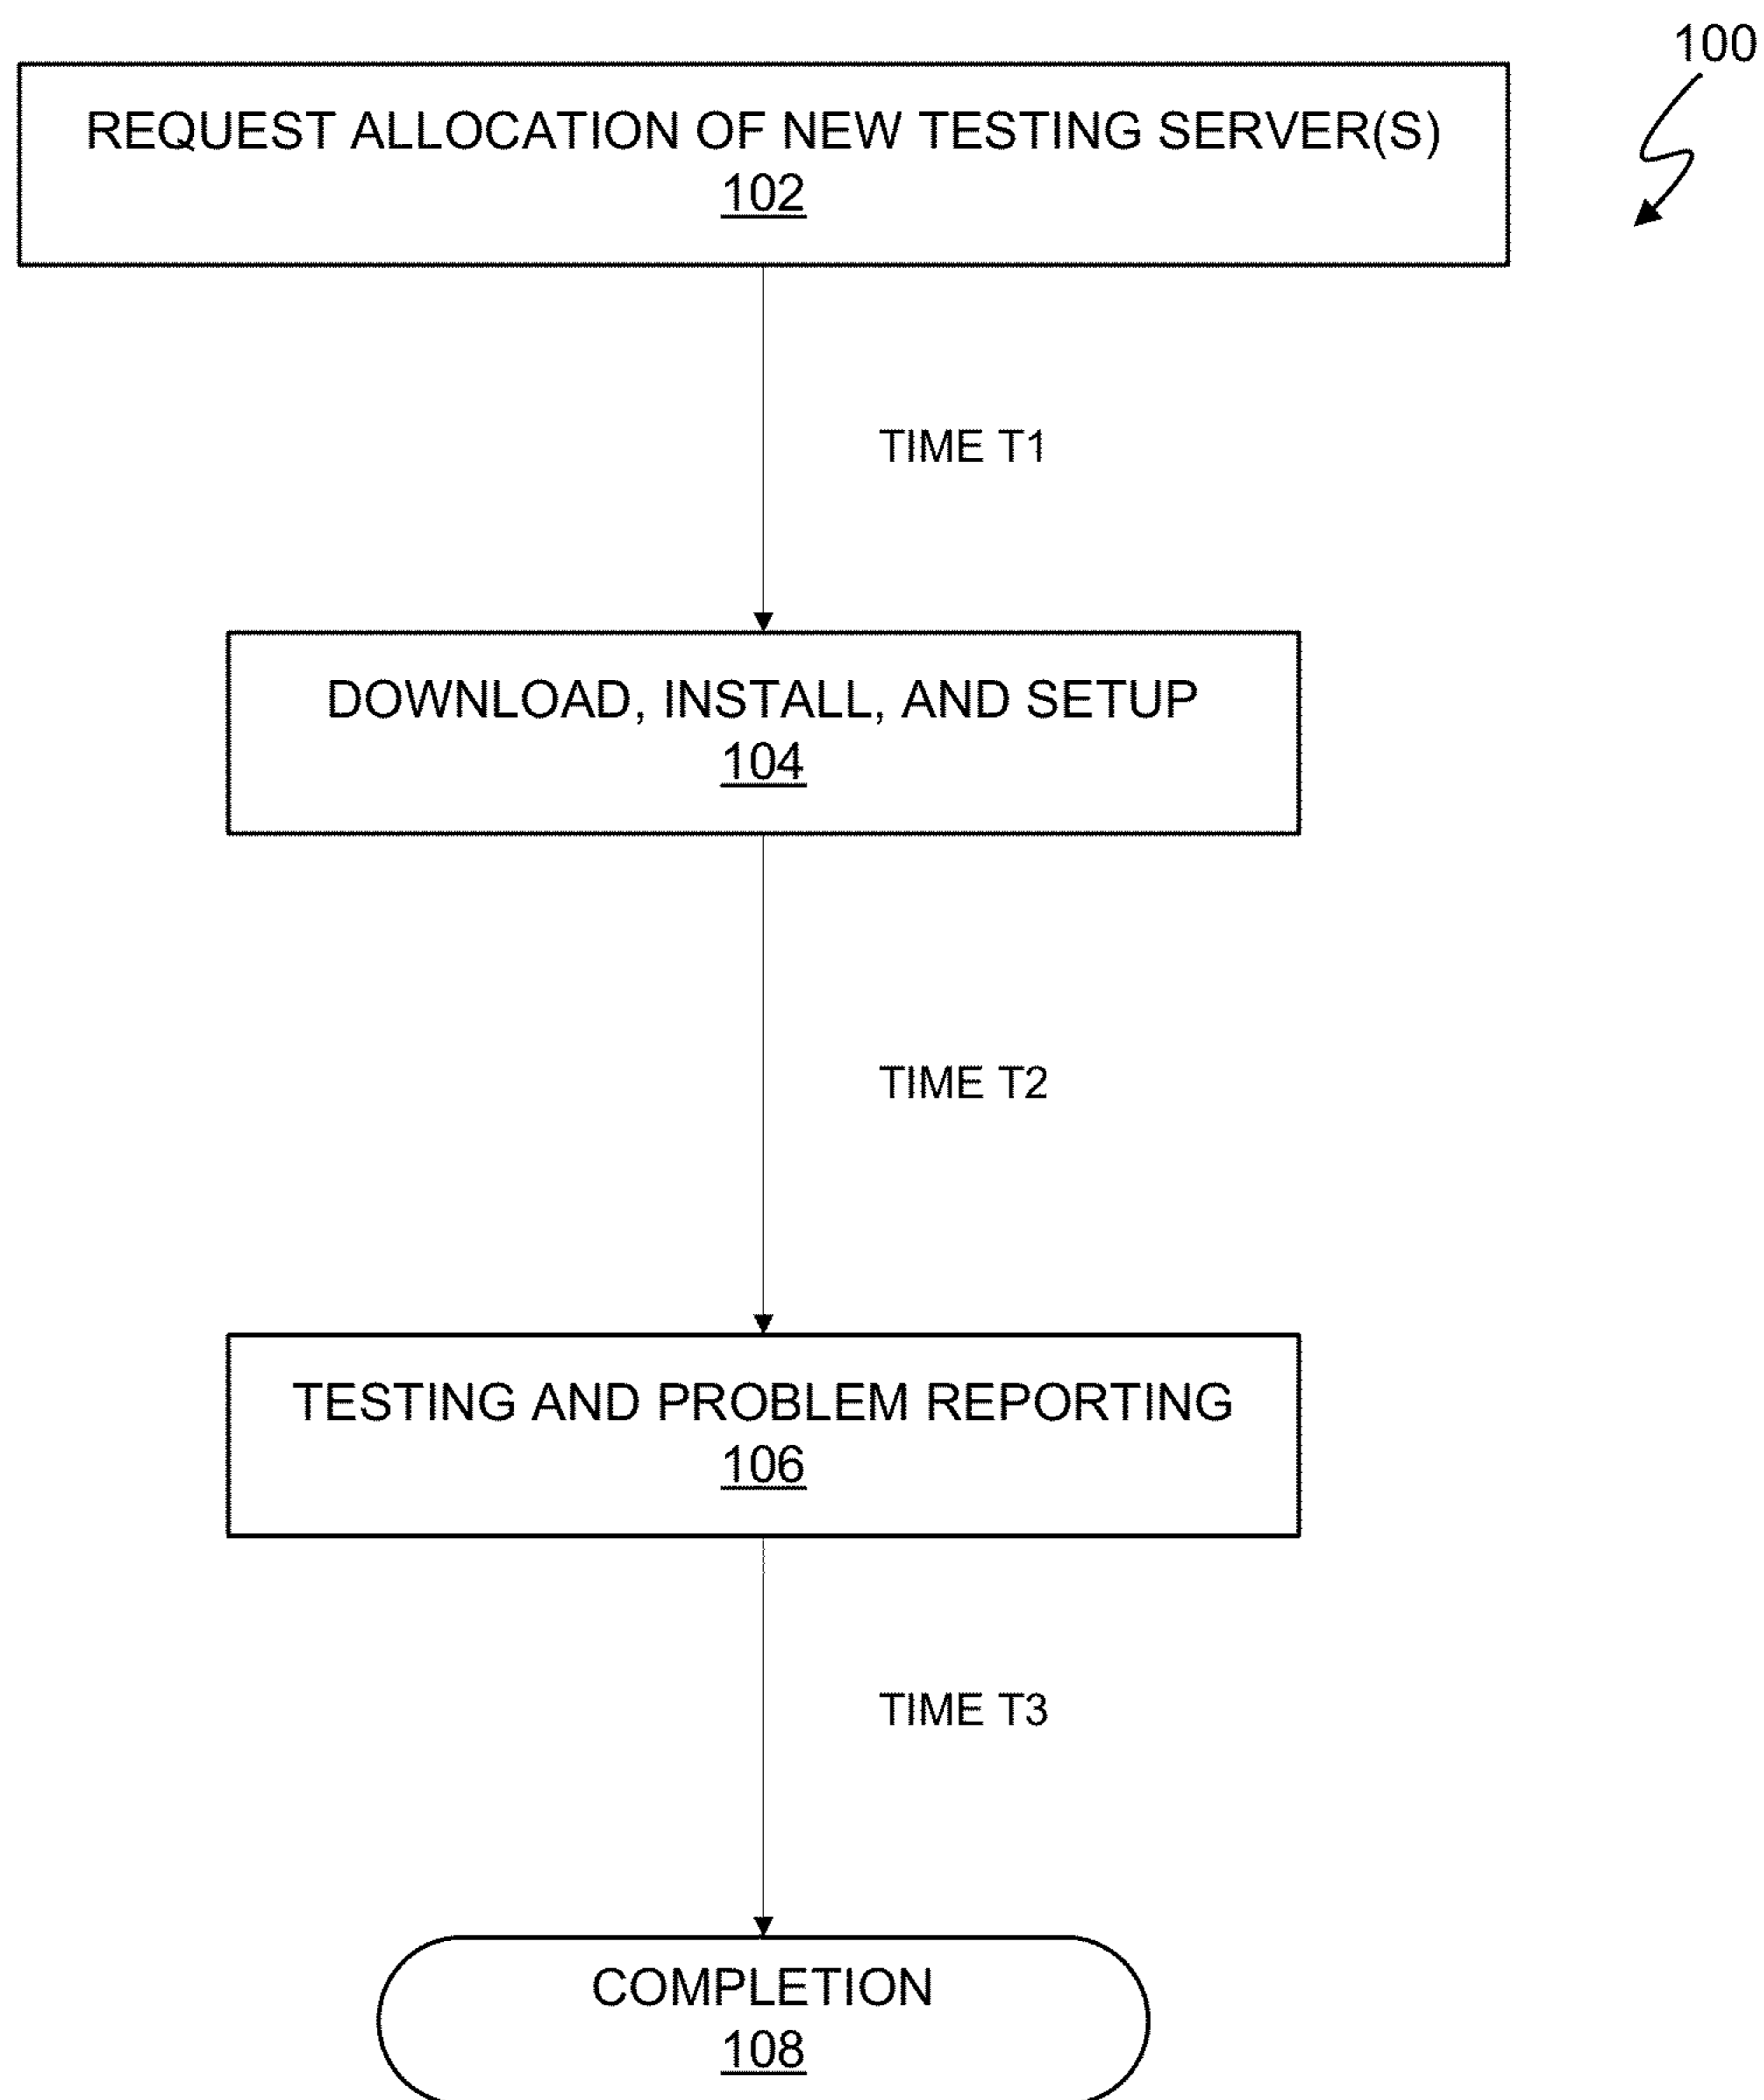 100
REQUEST ALLOCATION OF NEW TESTING SERVER(S)
102
TIME T1
DOWNLOAD, INSTALL, AND SETUP
104
TIME T2
TESTING AND PROBLEM REPORTING
106
TIME T3
COMPLETION
108